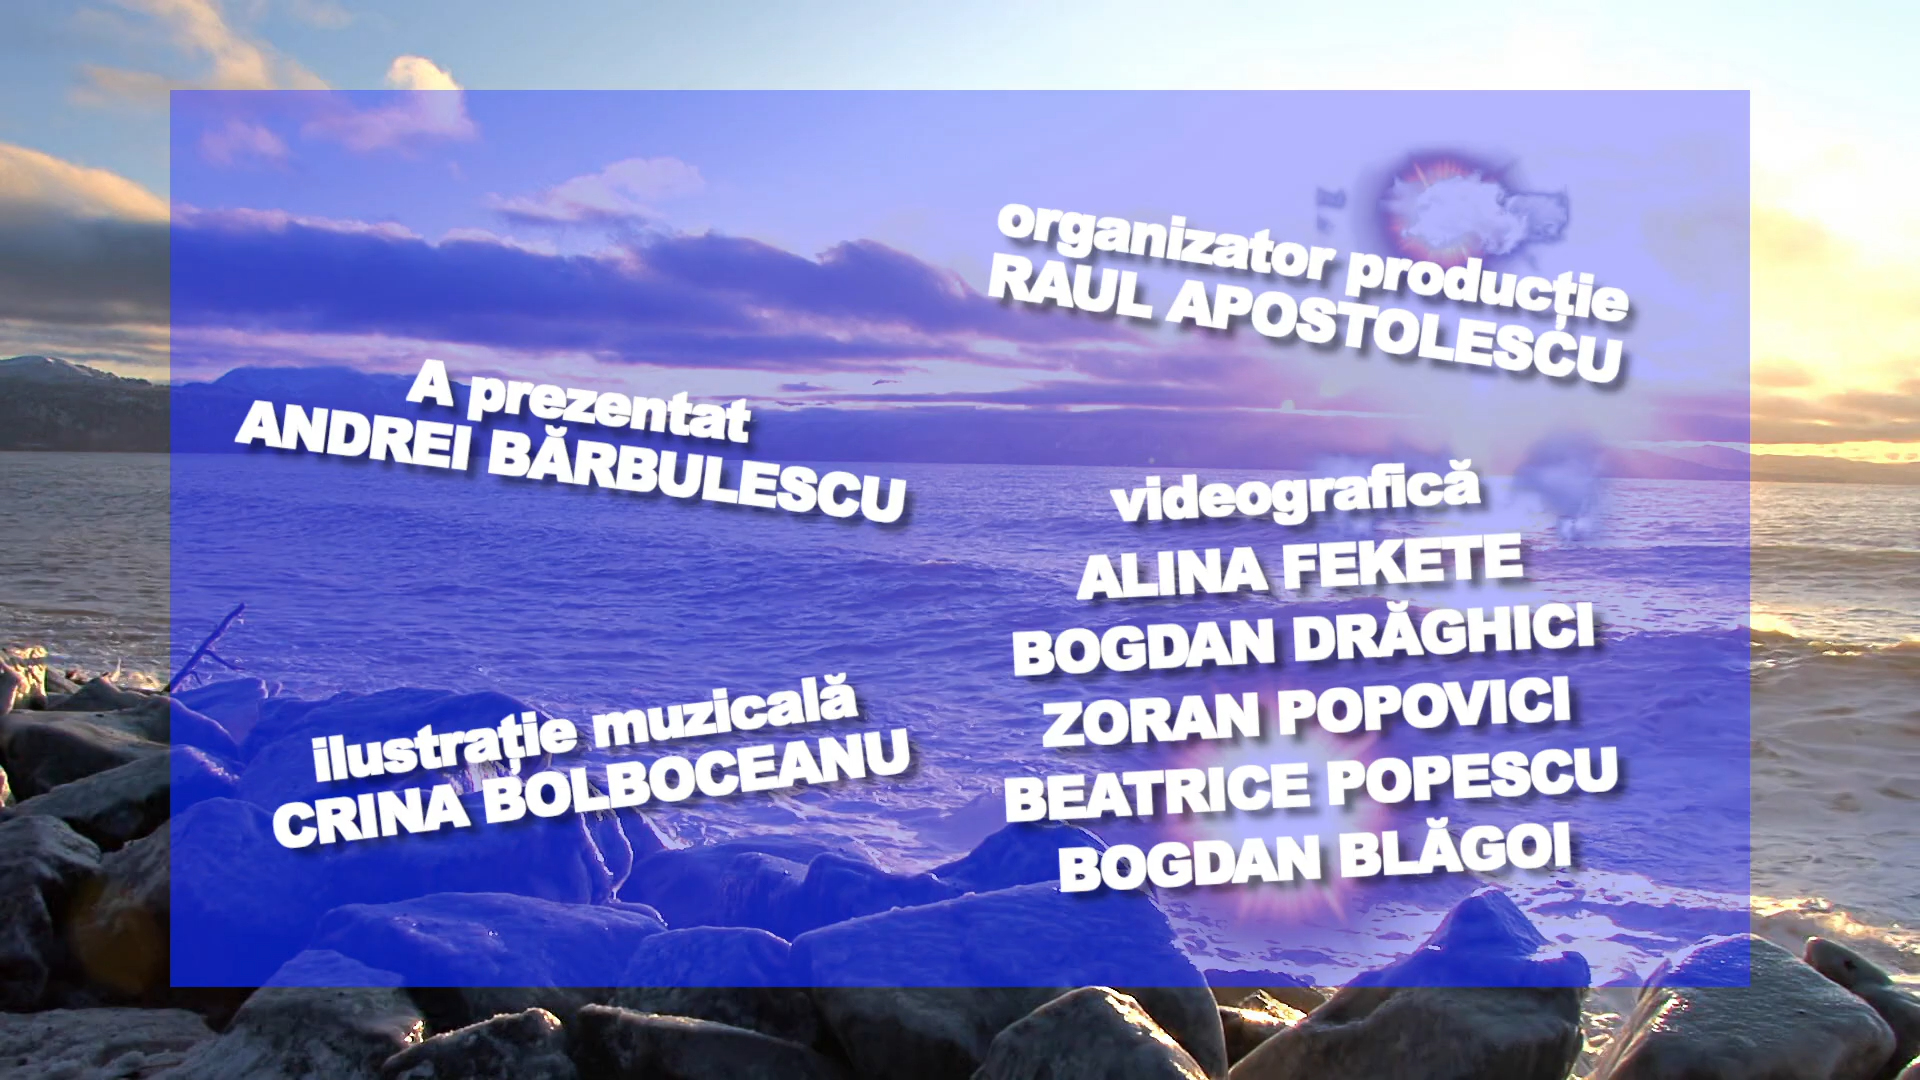 A prezentat
ANDREI BĂRBULESCU
ilustrație muzicală
CRINA BOLBOCEANU
organizator producție
RAUL APOSTOLESCU
videografică
ALINA FEKETE
BOGDAN DRĂGHICI
ZORAN POPOVICI
BEATRICE POPESCU
BOGDAN BLĂGOI